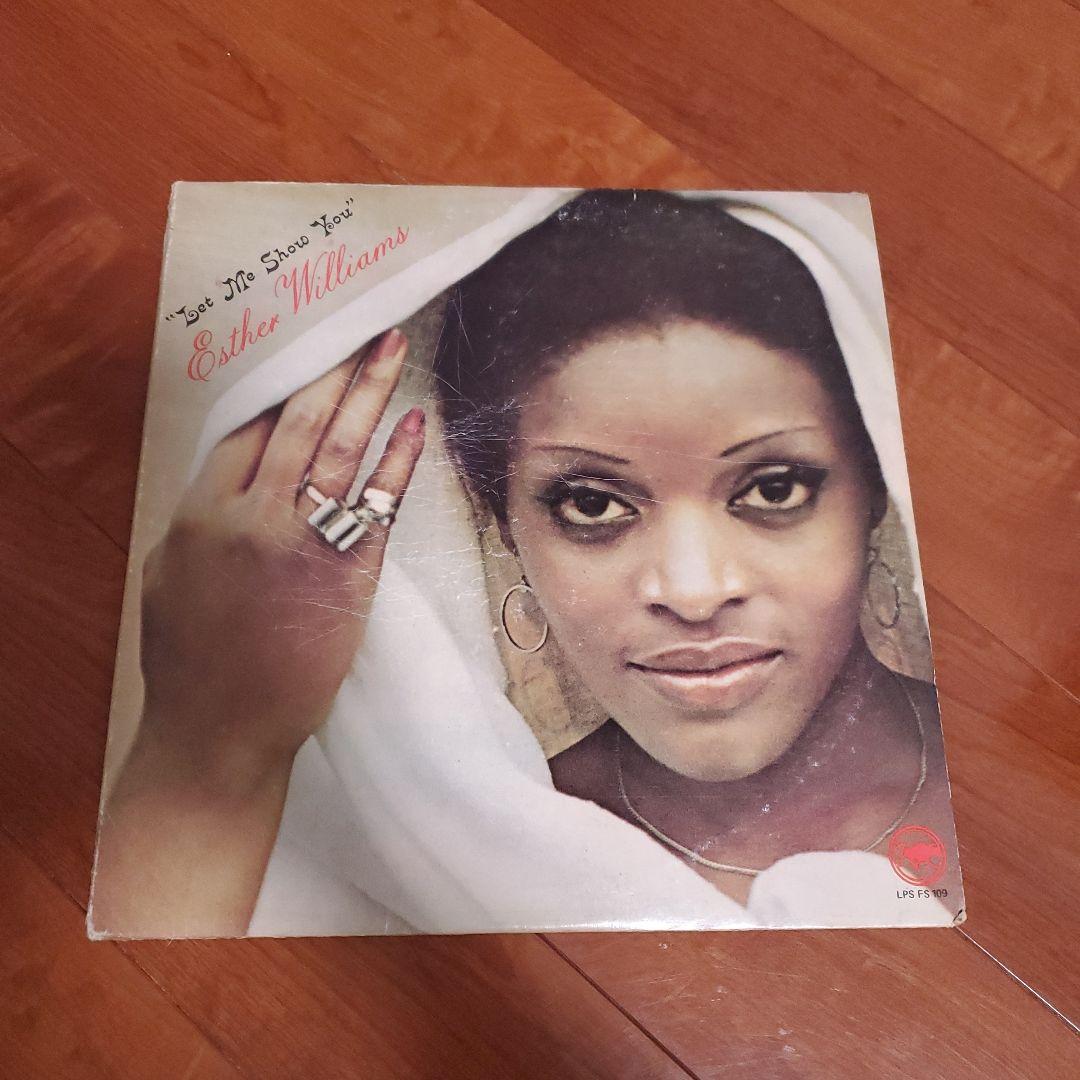 "Let Me Show You"
Esther Williams
LPS FS 109